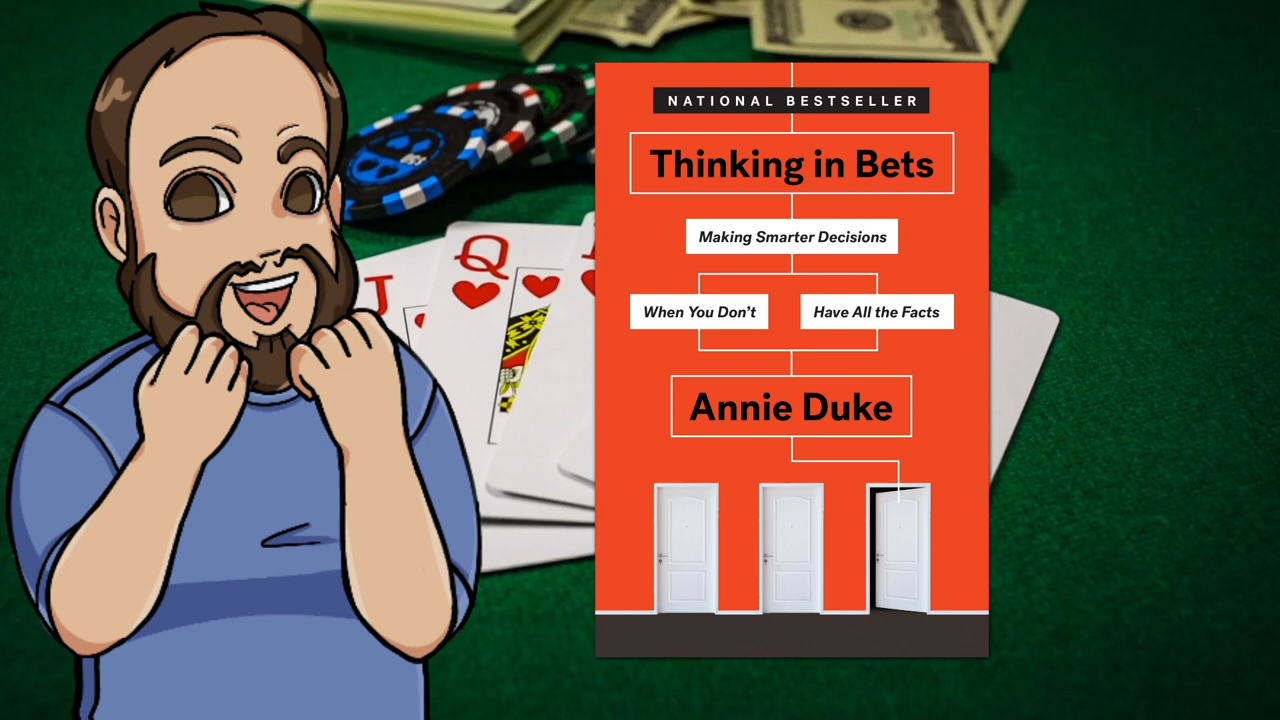 NATIONAL BESTSELLER
Thinking in Bets
Making Smarter Decisions
When You Don't
Have All the Facts
Annie Duke
J
Q